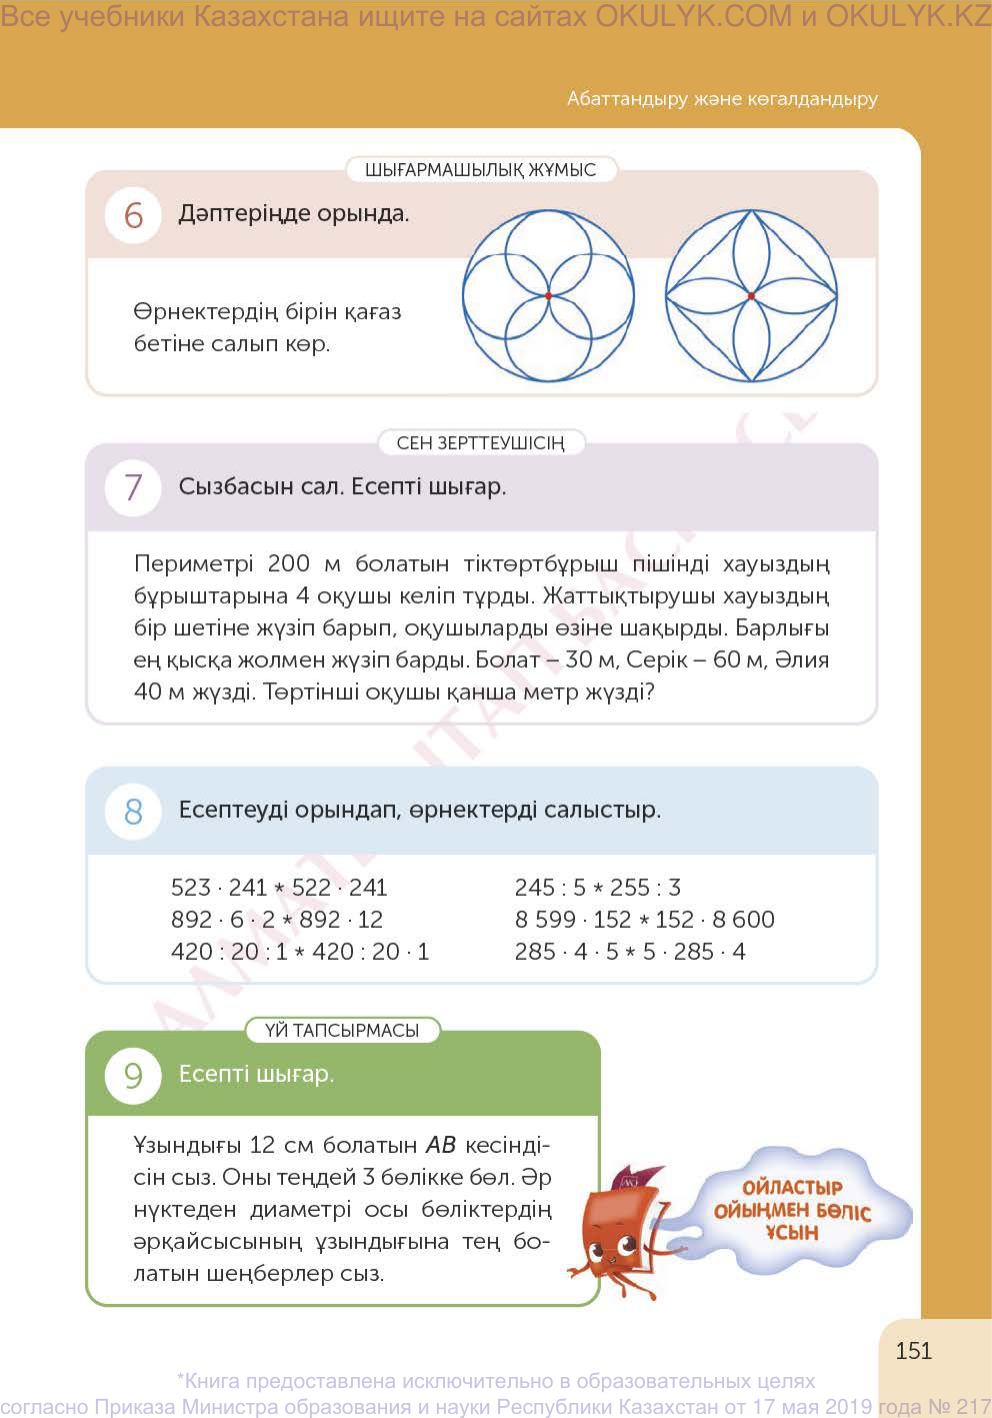 Все учебники Казахстана ищите на сайтах OKULYK.COM и OKULYK.KZ
Абаттандыру және көгалдандыру
ШЫҒАРМАШЫЛЫҚ ЖҰМЫС
6 Дәптеріңде орында.
Өрнектердің бірін қағаз
бетіне салып көр.
СЕН ЗЕРТТЕУШІСІҢ
7 Сызбасын сал. Есепті шығар.
Периметрі 200 м болатын тіктөртбұрыш пішінді хауыздың
бұрыштарына 4 оқушы келіп тұрды. Жаттықтырушы хауыздың
бір шетіне жүзіп барып, оқушыларды өзіне шақырды. Барлығы
ең қысқа жолмен жүзіп барды. Болат – 30 м, Серік – 60 м, Әлия
40 м жүзді. Төртінші оқушы қанша метр жүзді?
8 Есептеуді орындап, өрнектерді салыстыр.
523 · 241 * 522 · 241
892 · 6 · 2 * 892 · 12
420 : 20 : 1 * 420 : 20 · 1
245 : 5 * 255 : 3
8 599 · 152 * 152 · 8 600
285 · 4 · 5 * 5 · 285 · 4
ҮЙ ТАПСЫРМАСЫ
9 Есепті шығар.
Ұзындығы 12 см болатын АВ кесінді-
сін сыз. Оны теңдей 3 бөлікке бөл. Әр
нүктеден диаметрі осы бөліктердің
әрқайсысының ұзындығына тең бо-
латын шеңберлер сыз.
ОЙЛАСТЫР
ОЙЫҢМЕН БӨЛІС
ҰСЫН
151
*Книга предоставлена исключительно в образовательных целях
согласно Приказа Министра образования и науки Республики Казахстан от 17 мая 2019 года № 217